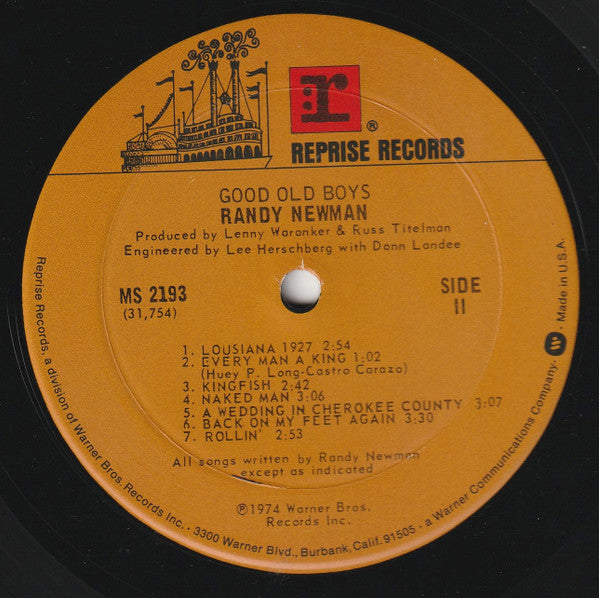 r
®
REPRISE RECORDS
GOOD OLD BOYS
RANDY NEWMAN
Produced by Lenny Waronker & Russ Titelman
Engineered by Lee Herschberg with Donn Landee
MS 2193
(31,754)
SIDE
II
1. LOUSIANA 1927 2:54
2. EVERY MAN A KING 1:02
(Huey P. Long-Castro Carazo)
3. KINGFISH 2:42
4. NAKED MAN 3:06
5. A WEDDING IN CHEROKEE COUNTY 3:07
6. BACK ON MY FEET AGAIN 3:30
7. ROLLIN' 2:53
All songs written by Randy Newman
except as indicated
℗1974 Warner Bros.
Records Inc.
Reprise Records, a division of Warner Bros. Records Inc. · 3300 Warner Blvd., Burbank, Calif. 91505 · a Warner Communications Company · W · Made in U.S.A.